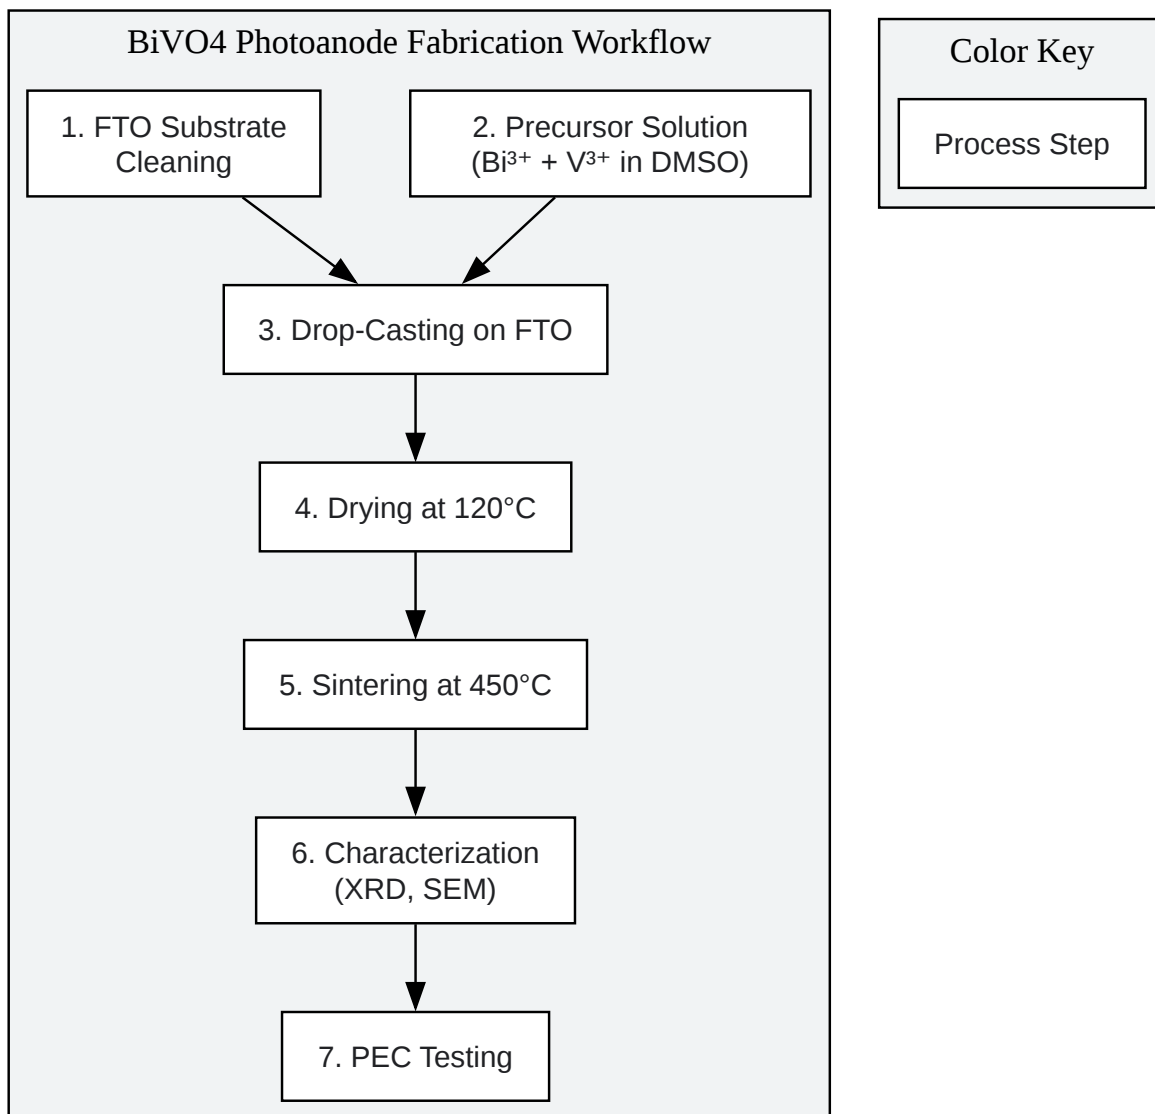 BiVO4 Photoanode Fabrication Workflow
1. FTO Substrate
Cleaning
2. Precursor Solution
(Bi³⁺ + V³⁺ in DMSO)
3. Drop-Casting on FTO
4. Drying at 120°C
5. Sintering at 450°C
6. Characterization
(XRD, SEM)
7. PEC Testing
Color Key
Process Step